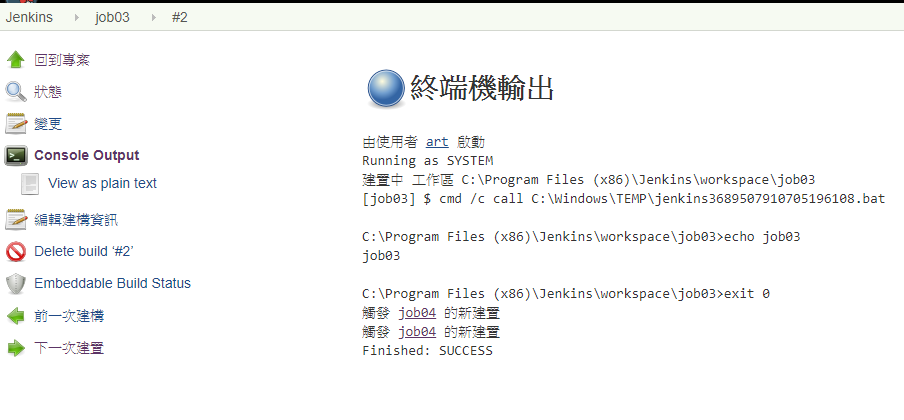 Jenkins job03 #2
回到專案
狀態
變更
Console Output
View as plain text
編輯建構資訊
Delete build ‘#2’
Embeddable Build Status
前一次建構
下一次建置
終端機輸出
由使用者 art 啟動
Running as SYSTEM
建置中 工作區 C:\Program Files (x86)\Jenkins\workspace\job03
[job03] $ cmd /c call C:\Windows\TEMP\jenkins3689507910705196108.bat
C:\Program Files (x86)\Jenkins\workspace\job03>echo job03
job03
C:\Program Files (x86)\Jenkins\workspace\job03>exit 0
觸發 job04 的新建置
觸發 job04 的新建置
Finished: SUCCESS